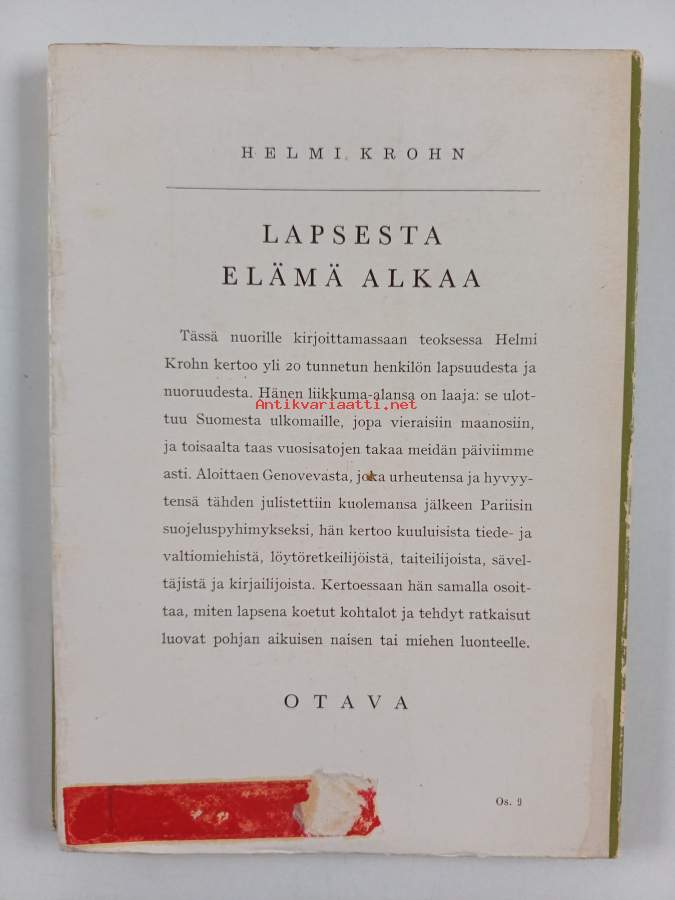 HELMI KROHN
LAPSESTA
ELÄMÄ ALKAA
Tässä nuorille kirjoittamassaan teoksessa Helmi
Krohn kertoo yli 20 tunnetun henkilön lapsuudesta ja
nuoruudesta. Hänen liikkuma-alansa on laaja: se ulot-
Antikvariaatti.net
tuu Suomesta ulkomaille, jopa vieraisiin maanosiin,
ja toisaalta taas vuosisatojen takaa meidän päiviimme
asti. Aloittaen Genovevasta, joka urheutensa ja hyvyy-
tensä tähden julistettiin kuolemansa jälkeen Pariisin
suojeluspyhimykseksi, hän kertoo kuuluisista tiede- ja
valtiomiehistä, löytöretkeilijöistä, taiteilijoista, sävel-
täjistä ja kirjailijoista. Kertoessaan hän samalla osoit-
taa, miten lapsena koetut kohtalot ja tehdyt ratkaisut
luovat pohjan aikuisen naisen tai miehen luonteelle.
OTAVA
Os. 9